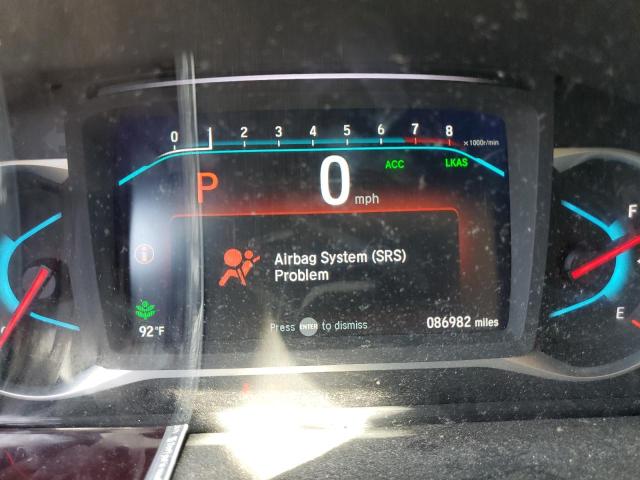 0 2 3 4 5 6 7 8 ×1000r/min
ACC LKAS
P 0 mph
F
Airbag System (SRS)
Problem
E
Press ENTER to dismiss
086982 miles
92°F